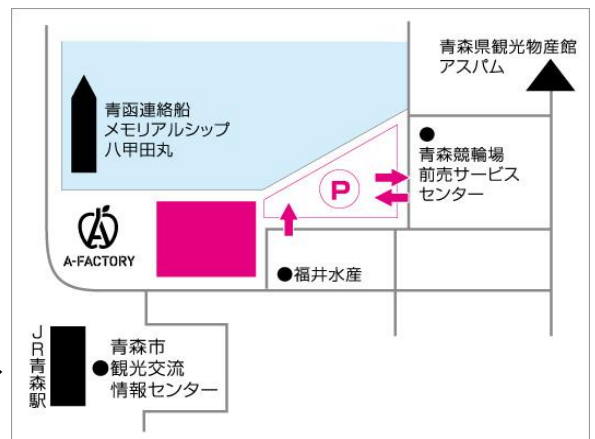 青森県観光物産館
アスパム
青函連絡船
メモリアルシップ
八甲田丸
青森競輪場
前売サービス
センター
P
A-FACTORY
福井水産
JR青森駅
青森市
観光交流
情報センター